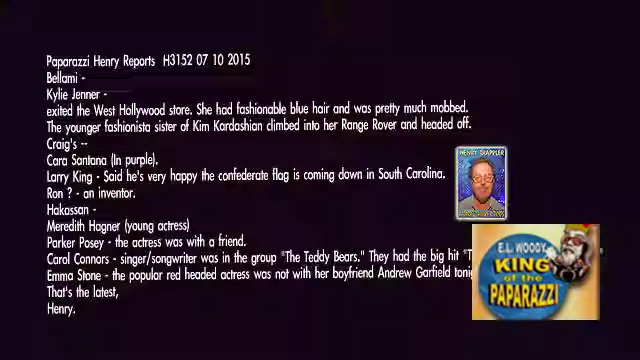 Paparazzi Henry Reports H3152 07 10 2015
Bellami -
Kylie Jenner -
exited the West Hollywood store. She had fashionable blue hair and was pretty much mobbed.
The younger fashionista sister of Kim Kardashian climbed into her Range Rover and headed off.
Craig's --
Cara Santana (In purple).
Larry King - Said he's very happy the confederate flag is coming down in South Carolina.
Ron ? - an inventor.
Hakassan -
Meredith Hagner (young actress)
Parker Posey - the actress was with a friend.
Carol Connors - singer/songwriter was in the group "The Teddy Bears." They had the big hit "T
Emma Stone - the popular red headed actress was not with her boyfriend Andrew Garfield
That's the latest,
Henry.
HENRY TRAPPLER
E.L. WOODY
KING
of the
PAPARAZZI